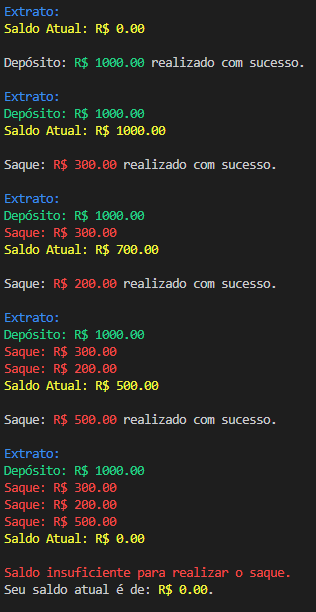 Extrato:
Saldo Atual: R$ 0.00
Depósito: R$ 1000.00 realizado com sucesso.
Extrato:
Depósito: R$ 1000.00
Saldo Atual: R$ 1000.00
Saque: R$ 300.00 realizado com sucesso.
Extrato:
Depósito: R$ 1000.00
Saque: R$ 300.00
Saldo Atual: R$ 700.00
Saque: R$ 200.00 realizado com sucesso.
Extrato:
Depósito: R$ 1000.00
Saque: R$ 300.00
Saque: R$ 200.00
Saldo Atual: R$ 500.00
Saque: R$ 500.00 realizado com sucesso.
Extrato:
Depósito: R$ 1000.00
Saque: R$ 300.00
Saque: R$ 200.00
Saque: R$ 500.00
Saldo Atual: R$ 0.00
Saldo insuficiente para realizar o saque.
Seu saldo atual é de: R$ 0.00.